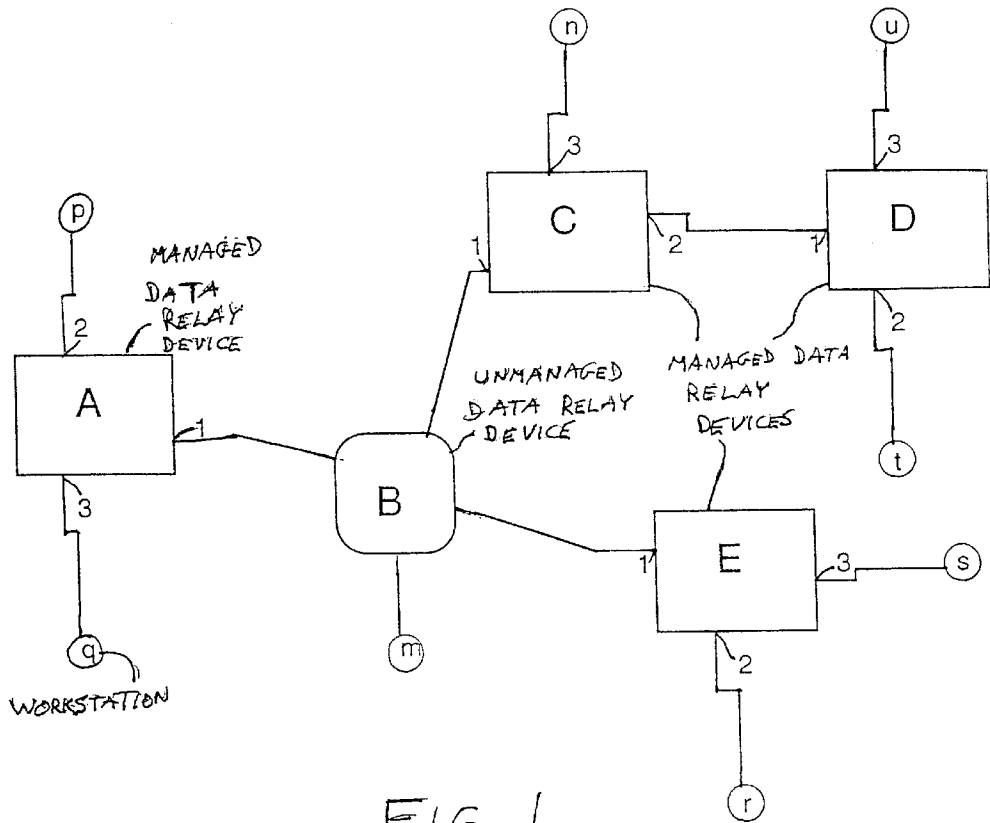 n
u
3
3
p
C
D
MANAGED
1
2
1
DATA
RELAY
DEVICE
2
2
UNMANAGED
DATA RELAY
DEVICE
MANAGED DATA
RELAY
DEVICES
A
1
t
3
B
E
1
3
s
q
m
2
WORKSTATION
r
FIG 1